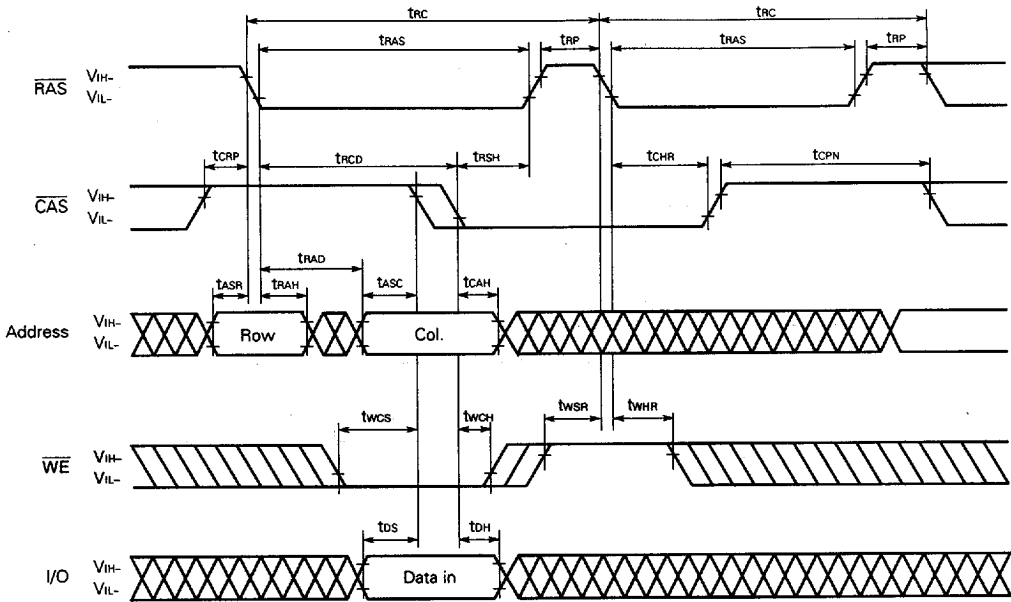 tRC tRC
tRAS tRP tRAS tRP
RAS VIH–
VIL–
tCRP tRCD tRSH tCHR tCPN
CAS VIH–
VIL–
tRAD
tASR tRAH tASC tCAH
Address VIH–
VIL–
Row Col.
tWCS tWCH tWSR tWHR
WE VIH–
VIL–
tDS tDH
I/O VIH–
VIL–
Data in